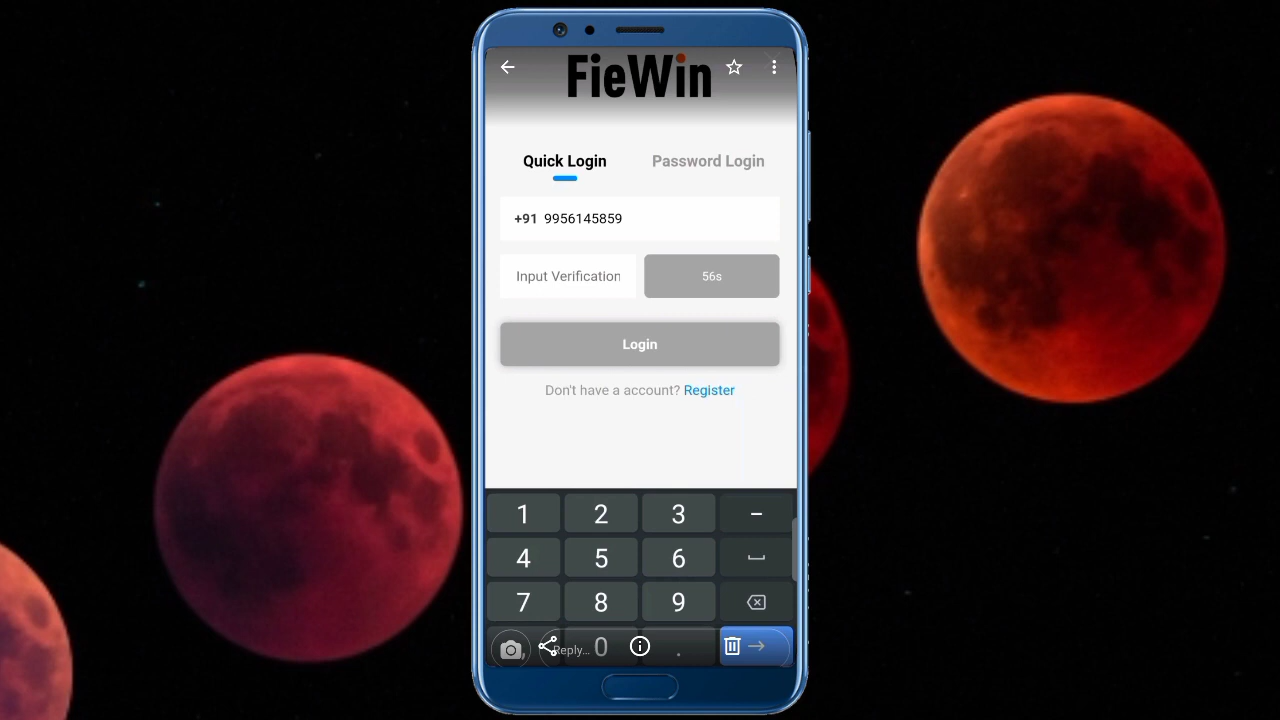 FieWin
Quick Login Password Login
+91 9956145859
Input Verification 56s
Login
Don't have a account? Register
1 2 3 −
4 5 6
7 8 9
Reply... 0 .